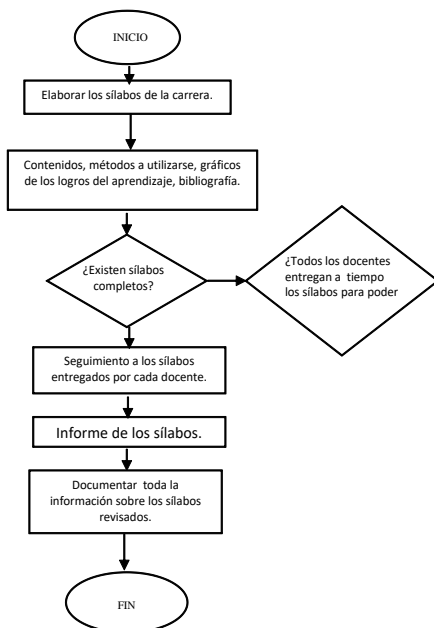 INICIO
Elaborar los sílabos de la carrera.
Contenidos, métodos a utilizarse, gráficos
de los logros del aprendizaje, bibliografía.
¿Existen sílabos
completos?
¿Todos los docentes
entregan a tiempo
los sílabos para poder
Seguimiento a los sílabos
entregados por cada docente.
Informe de los sílabos.
Documentar toda la
información sobre los sílabos
revisados.
FIN